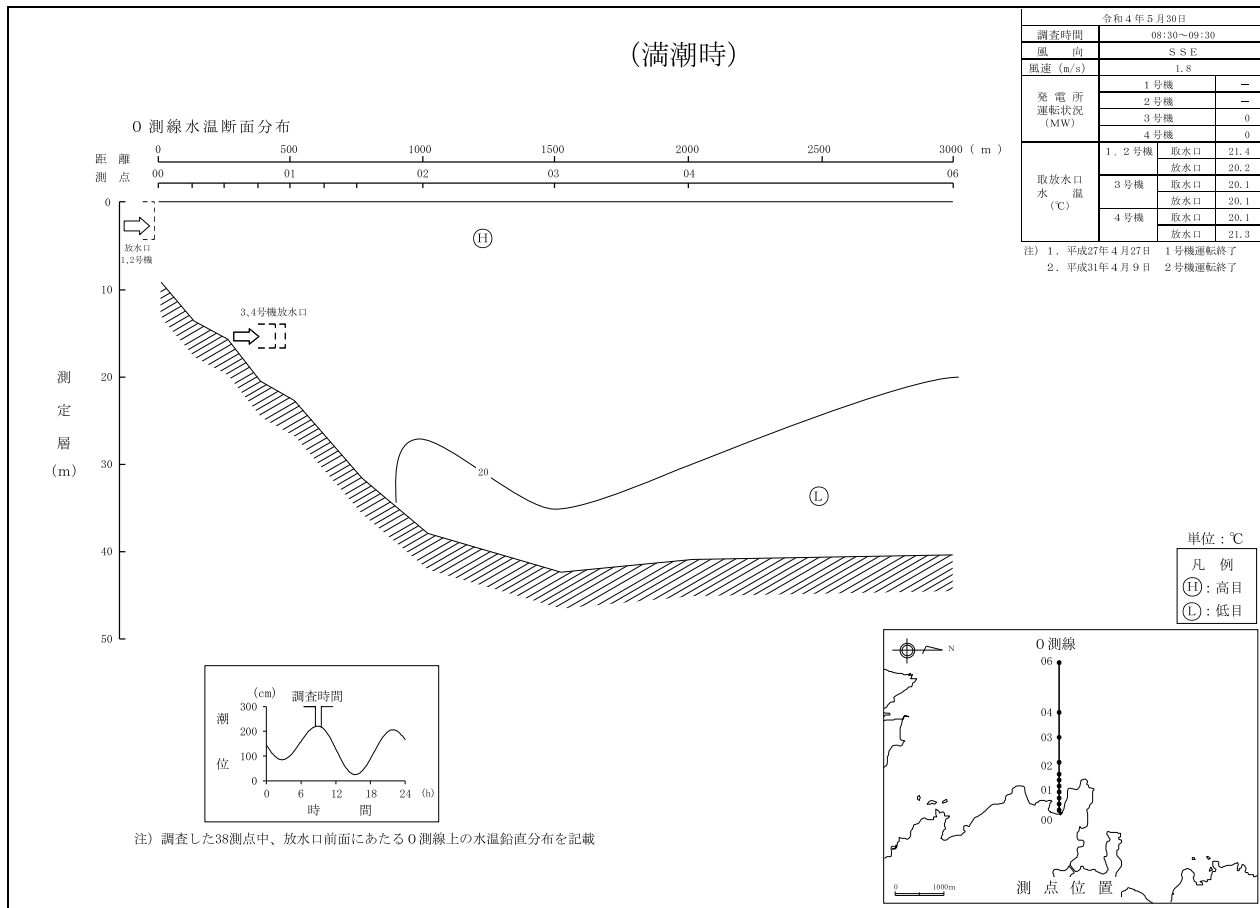 (満潮時)
令和４年５月30日
調査時間 08:30～09:30
風　向 ＳＳＥ
風速 (m/s) 1.8
発電所
運転状況
(MW)
１号機 －
２号機 －
３号機 0
４号機 0
取放水口
水　温
(℃)
１．２号機 取水口 21.4
放水口 20.2
３号機 取水口 20.1
放水口 20.1
４号機 取水口 20.1
放水口 21.3
注）１．平成27年４月27日　１号機運転終了
２．平成31年４月９日　２号機運転終了
０測線水温断面分布
距　離 0 500 1000 1500 2000 2500 3000 ( m )
測　点 00 01 02 03 04 06
0
10
20
30
40
50
測定層(m)
放水口
1,2号機
Ⓗ
3,4号機放水口
20
Ⓛ
単位：℃
凡　例
Ⓗ：高目
Ⓛ：低目
(cm) 調査時間
潮位
300
200
100
0
0 6 12 18 24 (h)
時　間
注）調査した38測点中、放水口前面にあたる０測線上の水温鉛直分布を記載
０測線
N
06
04
03
02
01
00
0 1000m
測点位置